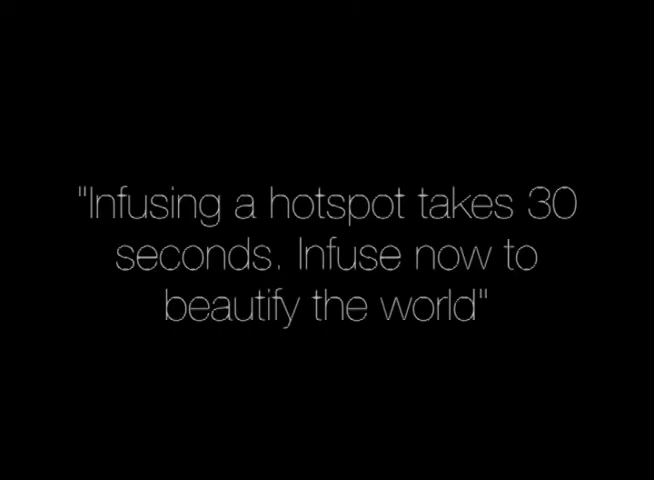 "Infusing a hotspot takes 30
seconds. Infuse now to
beautify the world"